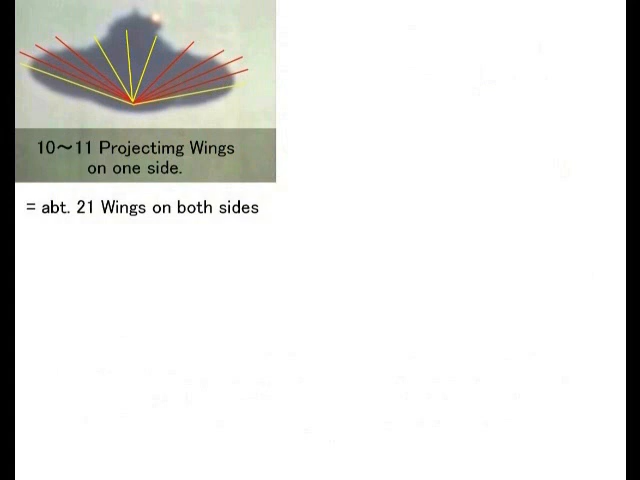 10～11 Projectimg Wings
on one side.
= abt. 21 Wings on both sides